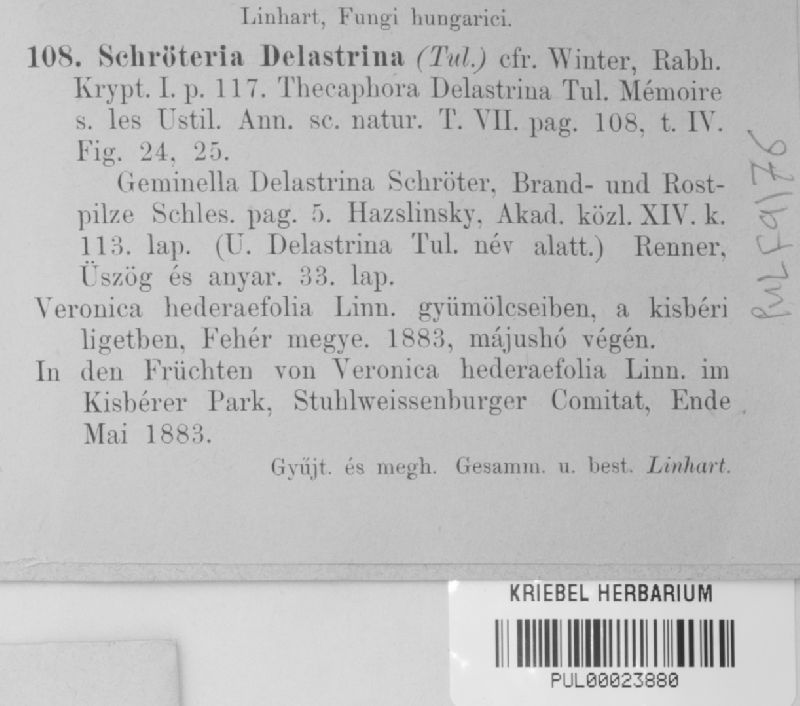 Linhart, Fungi hungarici.
108. Schröteria Delastrina (Tul.) cfr. Winter, Rabh.
Krypt. I. p. 117. Thecaphora Delastrina Tul. Mémoire
s. les Ustil. Ann. sc. natur. T. VII. pag. 108, t. IV.
Fig. 24, 25.
Geminella Delastrina Schröter, Brand- und Rost-
pilze Schles. pag. 5. Hazslinsky, Akad. közl. XIV. k.
113. lap. (U. Delastrina Tul. név alatt.) Renner,
Üszög és anyar. 33. lap.
Veronica hederaefolia Linn. gyümölcseiben, a kisbéri
ligetben, Fehér megye. 1883, májushó végén.
In den Früchten von Veronica hederaefolia Linn. im
Kisbérer Park, Stuhlweissenburger Comitat, Ende
Mai 1883.
Gyűjt. és megh. Gesamm. u. best. Linhart.
PUL F9176
KRIEBEL HERBARIUM
PUL00023880